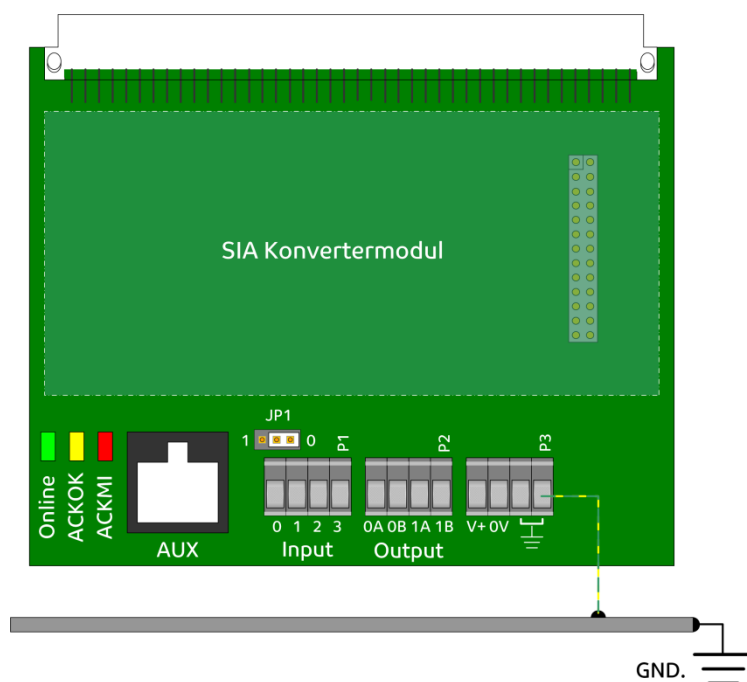 SIA Konvertermodul
JP1
1 0
P1
P2
P3
Online
ACKOK
ACKMI
AUX
0 1 2 3
Input
0A 0B 1A 1B
Output
V+ 0V
GND.